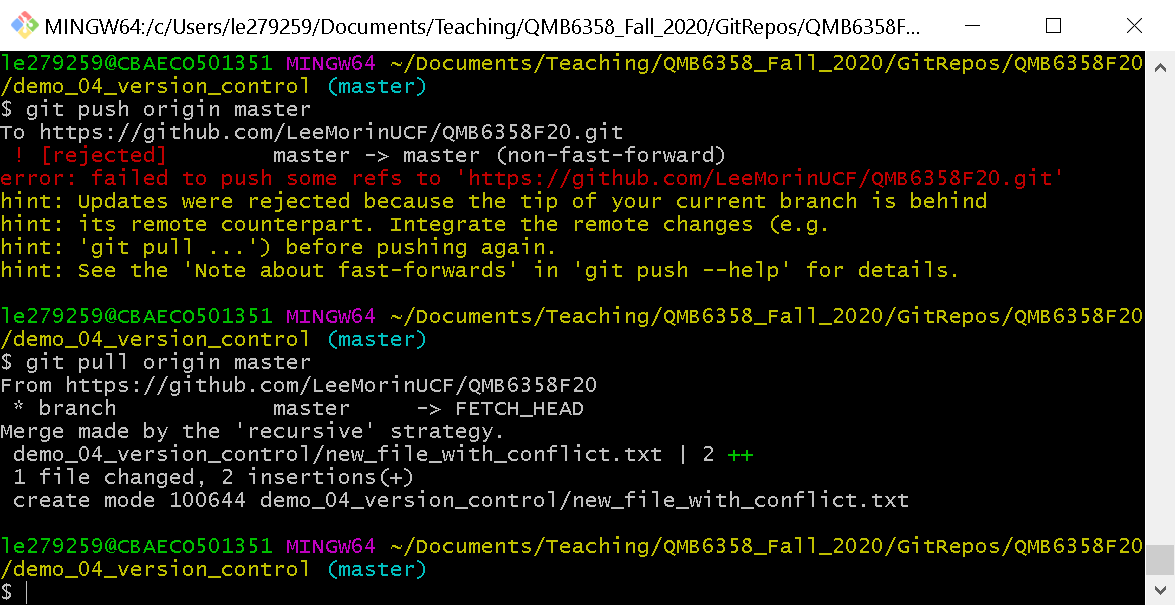 MINGW64:/c/Users/le279259/Documents/Teaching/QMB6358_Fall_2020/GitRepos/QMB6358F...
le279259@CBAECO501351 MINGW64 ~/Documents/Teaching/QMB6358_Fall_2020/GitRepos/QMB6358F20
/demo_04_version_control (master)
$ git push origin master
To https://github.com/LeeMorinUCF/QMB6358F20.git
 ! [rejected]        master -> master (non-fast-forward)
error: failed to push some refs to 'https://github.com/LeeMorinUCF/QMB6358F20.git'
hint: Updates were rejected because the tip of your current branch is behind
hint: its remote counterpart. Integrate the remote changes (e.g.
hint: 'git pull ...') before pushing again.
hint: See the 'Note about fast-forwards' in 'git push --help' for details.
le279259@CBAECO501351 MINGW64 ~/Documents/Teaching/QMB6358_Fall_2020/GitRepos/QMB6358F20
/demo_04_version_control (master)
$ git pull origin master
From https://github.com/LeeMorinUCF/QMB6358F20
 * branch            master     -> FETCH_HEAD
Merge made by the 'recursive' strategy.
 demo_04_version_control/new_file_with_conflict.txt | 2 ++
 1 file changed, 2 insertions(+)
 create mode 100644 demo_04_version_control/new_file_with_conflict.txt
le279259@CBAECO501351 MINGW64 ~/Documents/Teaching/QMB6358_Fall_2020/GitRepos/QMB6358F20
/demo_04_version_control (master)
$